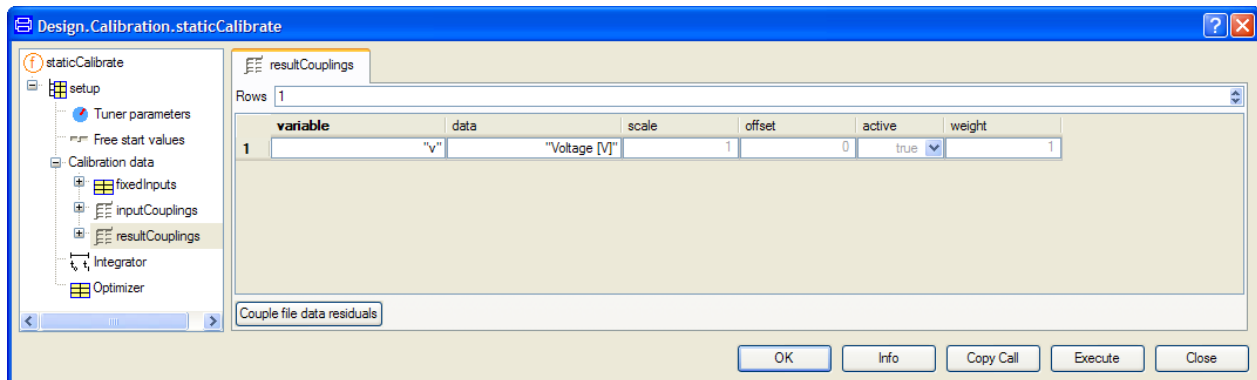 Design.Calibration.staticCalibrate
staticCalibrate
setup
Tuner parameters
Free start values
Calibration data
fixedInputs
inputCouplings
resultCouplings
Integrator
Optimizer
resultCouplings
Rows 1
variable data scale offset active weight
1 "v" "Voltage [V]" 1 0 true 1
Couple file data residuals
OK Info Copy Call Execute Close